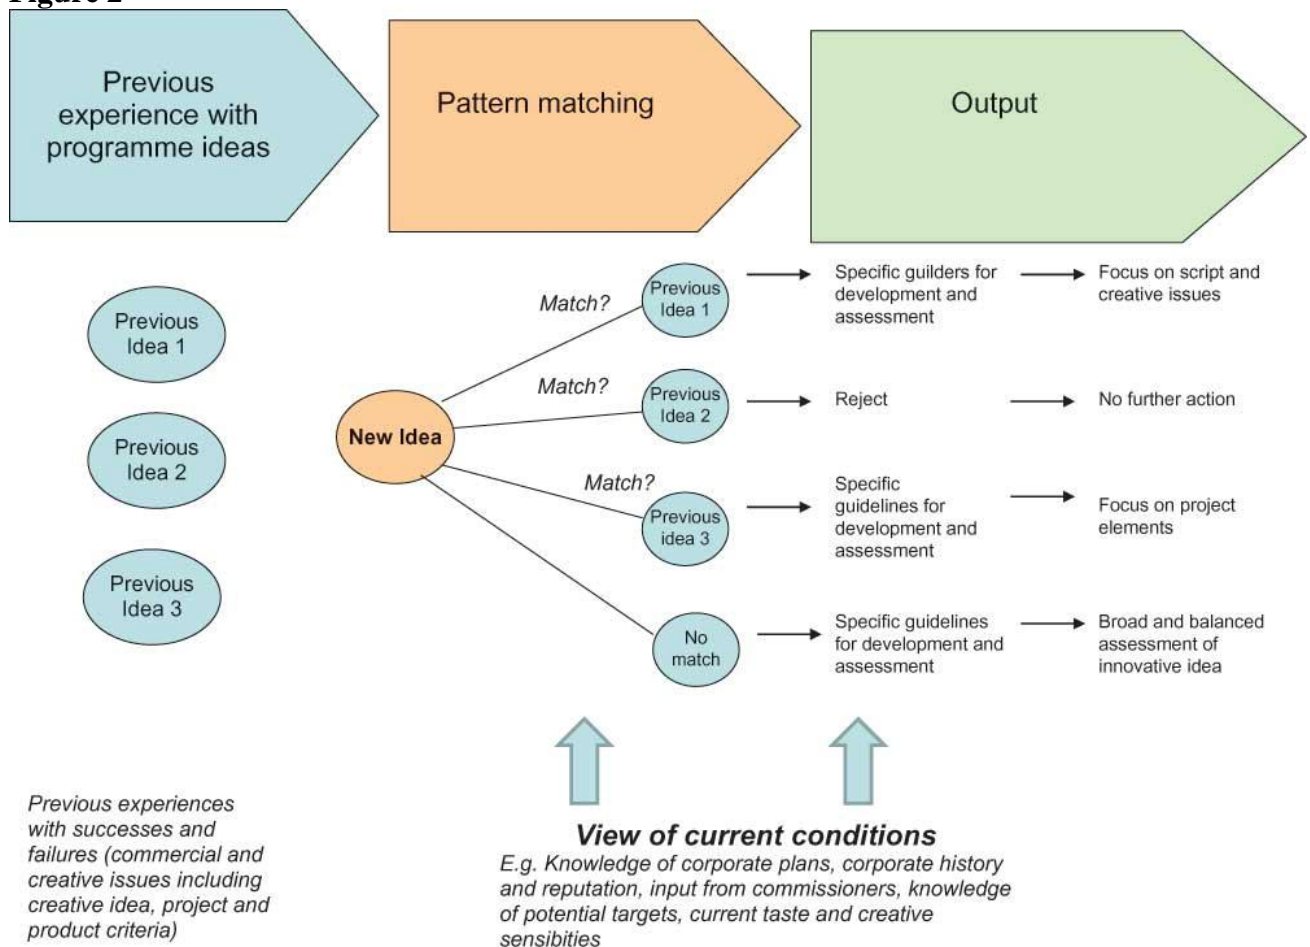 Figure 2
Previous
experience with
programme ideas
Pattern matching
Output
Previous
Idea 1
Previous
Idea 2
Previous
Idea 3
New Idea
Match?
Previous
Idea 1
Specific guilders for
development and
assessment
Focus on script and
creative issues
Match?
Previous
Idea 2
Reject
No further action
Match?
Previous
idea 3
Specific
guidelines for
development and
assessment
Focus on project
elements
No
match
Specific guidelines
for development and
assessment
Broad and balanced
assessment of
innovative idea
Previous experiences
with successes and
failures (commercial and
creative issues including
creative idea, project and
product criteria)
View of current conditions
E.g. Knowledge of corporate plans, corporate history
and reputation, input from commissioners, knowledge
of potential targets, current taste and creative
sensibities